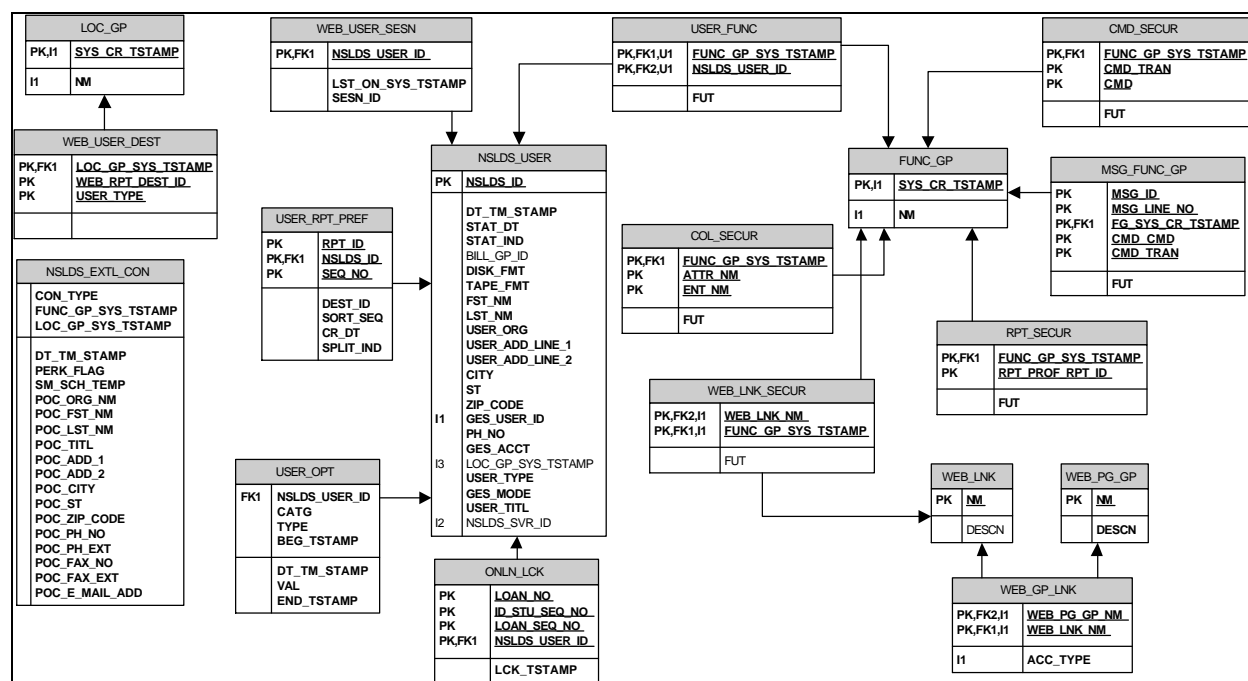 LOC_GP
PK,I1 SYS_CR_TSTAMP
I1 NM
WEB_USER_SESN
PK,FK1 NSLDS_USER_ID
LST_ON_SYS_TSTAMP
SESN_ID
USER_FUNC
PK,FK1,U1 FUNC_GP_SYS_TSTAMP
PK,FK2,U1 NSLDS_USER_ID
FUT
CMD_SECUR
PK,FK1 FUNC_GP_SYS_TSTAMP
PK CMD_TRAN
PK CMD
FUT
WEB_USER_DEST
PK,FK1 LOC_GP_SYS_TSTAMP
PK WEB_RPT_DEST_ID
PK USER_TYPE
NSLDS_USER
PK NSLDS_ID
DT_TM_STAMP
STAT_DT
STAT_IND
BILL_GP_ID
DISK_FMT
TAPE_FMT
FST_NM
LST_NM
USER_ORG
USER_ADD_LINE_1
USER_ADD_LINE_2
CITY
ST
ZIP_CODE
I1 GES_USER_ID
PH_NO
GES_ACCT
I3 LOC_GP_SYS_TSTAMP
USER_TYPE
GES_MODE
USER_TITL
I2 NSLDS_SVR_ID
FUNC_GP
PK,I1 SYS_CR_TSTAMP
I1 NM
MSG_FUNC_GP
PK MSG_ID
PK MSG_LINE_NO
PK,FK1 FG_SYS_CR_TSTAMP
PK CMD_CMD
PK CMD_TRAN
FUT
USER_RPT_PREF
PK RPT_ID
PK,FK1 NSLDS_ID
PK SEQ_NO
DEST_ID
SORT_SEQ
CR_DT
SPLIT_IND
COL_SECUR
PK,FK1 FUNC_GP_SYS_TSTAMP
PK ATTR_NM
PK ENT_NM
FUT
NSLDS_EXTL_CON
CON_TYPE
FUNC_GP_SYS_TSTAMP
LOC_GP_SYS_TSTAMP
DT_TM_STAMP
PERK_FLAG
SM_SCH_TEMP
POC_ORG_NM
POC_FST_NM
POC_LST_NM
POC_TITL
POC_ADD_1
POC_ADD_2
POC_CITY
POC_ST
POC_ZIP_CODE
POC_PH_NO
POC_PH_EXT
POC_FAX_NO
POC_FAX_EXT
POC_E_MAIL_ADD
RPT_SECUR
PK,FK1 FUNC_GP_SYS_TSTAMP
PK RPT_PROF_RPT_ID
FUT
WEB_LNK_SECUR
PK,FK2,I1 WEB_LNK_NM
PK,FK1,I1 FUNC_GP_SYS_TSTAMP
FUT
USER_OPT
FK1 NSLDS_USER_ID
CATG
TYPE
BEG_TSTAMP
DT_TM_STAMP
VAL
END_TSTAMP
WEB_LNK
PK NM
DESCN
WEB_PG_GP
PK NM
DESCN
ONLN_LCK
PK LOAN_NO
PK ID_STU_SEQ_NO
PK LOAN_SEQ_NO
PK,FK1 NSLDS_USER_ID
LCK_TSTAMP
WEB_GP_LNK
PK,FK2,I1 WEB_PG_GP_NM
PK,FK1,I1 WEB_LNK_NM
I1 ACC_TYPE